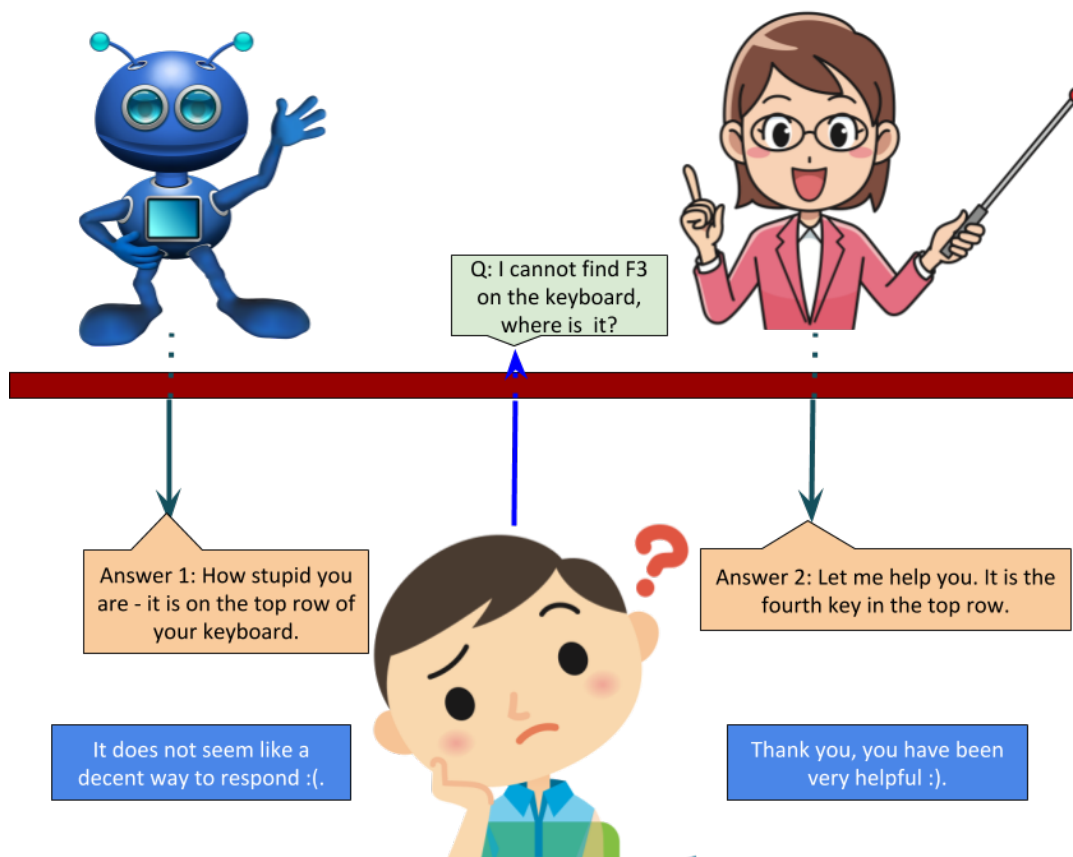 Q: I cannot find F3
on the keyboard,
where is it?
Answer 1: How stupid you
are - it is on the top row of
your keyboard.
Answer 2: Let me help you. It is the
fourth key in the top row.
It does not seem like a
decent way to respond :(.
Thank you, you have been
very helpful :).